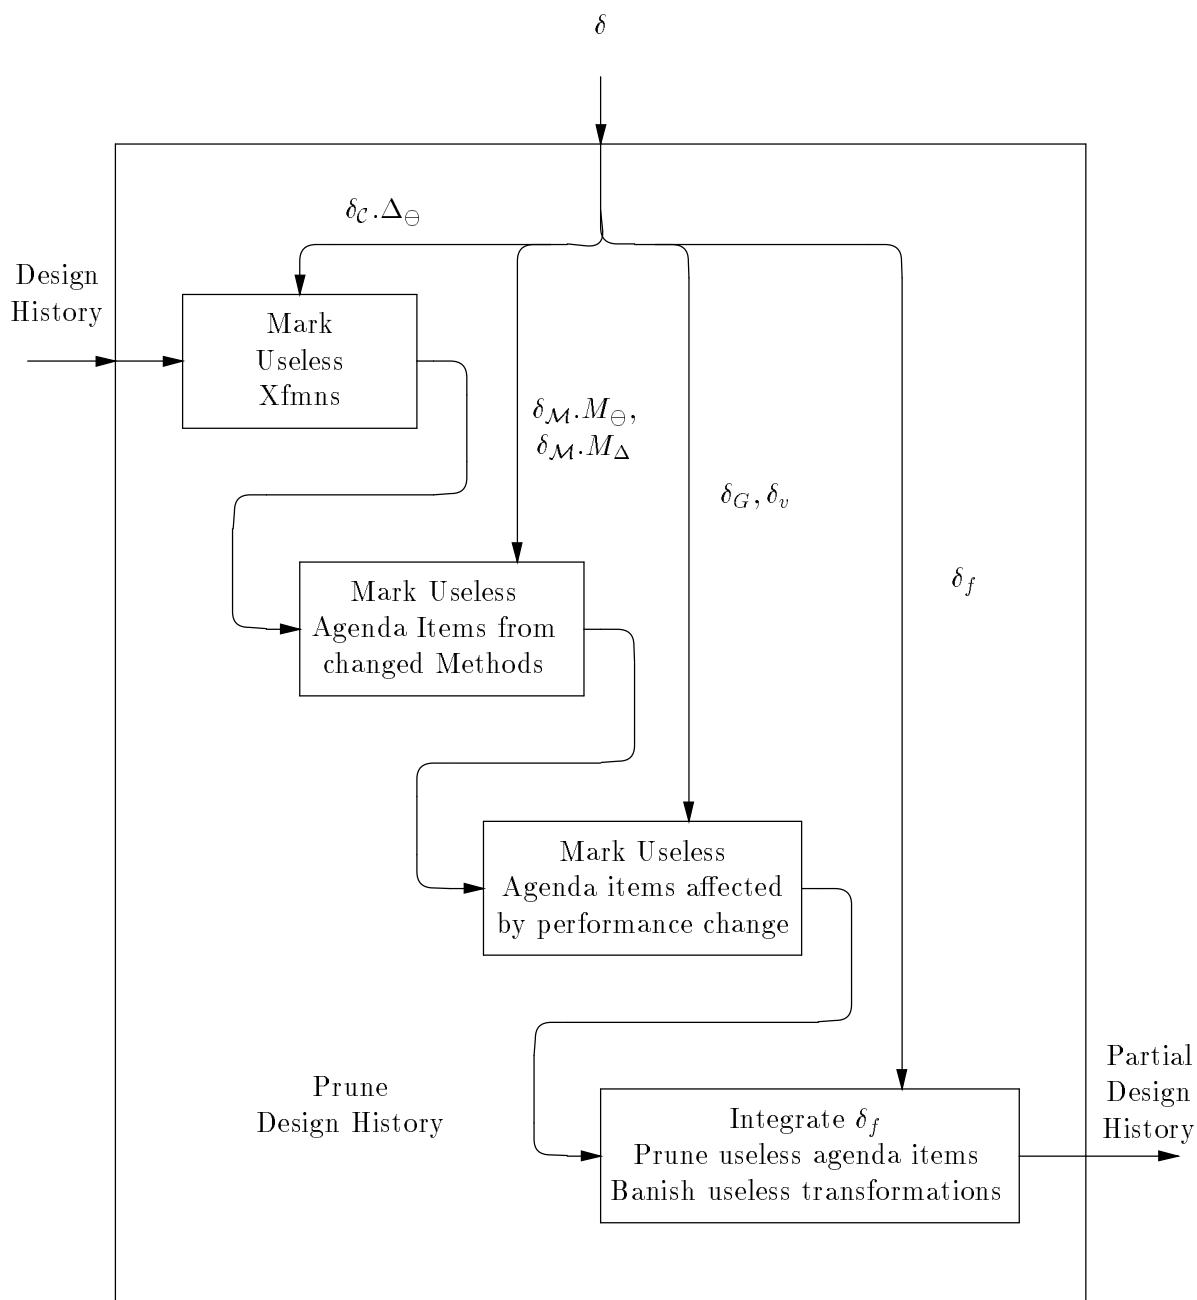 δ
δ_𝒞.Δ_⊖
Design
History
Mark
Useless
Xfmns
δ_ℳ.M_⊖,
δ_ℳ.M_Δ
δ_G, δ_v
δ_f
Mark Useless
Agenda Items from
changed Methods
Mark Useless
Agenda items affected
by performance change
Prune
Design History
Integrate δ_f
Prune useless agenda items
Banish useless transformations
Partial
Design
History